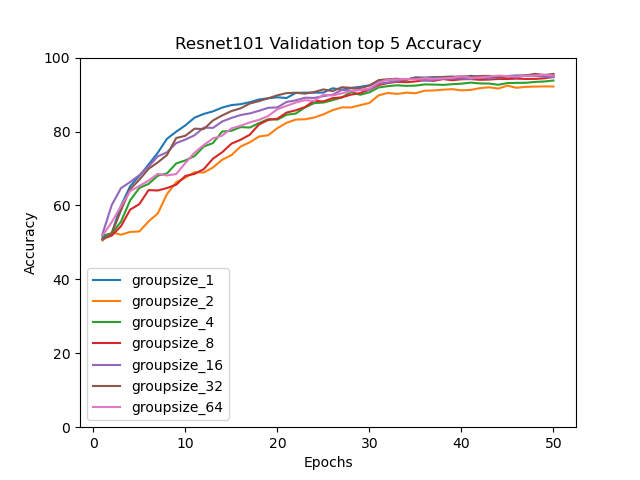 Resnet101 Validation top 5 Accuracy
100
80
60
40
20
0
Accuracy
groupsize_1
groupsize_2
groupsize_4
groupsize_8
groupsize_16
groupsize_32
groupsize_64
0 10 20 30 40 50
Epochs